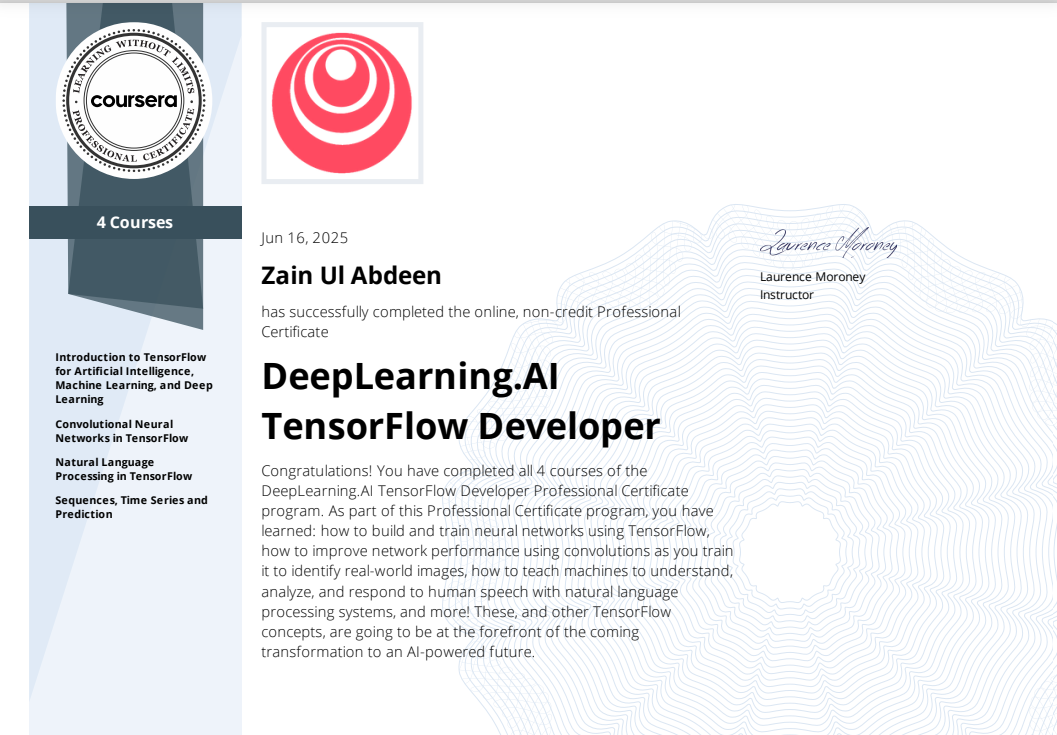 LEARNING WITHOUT LIMITS
coursera
PROFESSIONAL CERTIFICATE
4 Courses
Introduction to TensorFlow
for Artificial Intelligence,
Machine Learning, and Deep
Learning
Convolutional Neural
Networks in TensorFlow
Natural Language
Processing in TensorFlow
Sequences, Time Series and
Prediction
Jun 16, 2025
Zain Ul Abdeen
has successfully completed the online, non-credit Professional
Certificate
DeepLearning.AI
TensorFlow Developer
Congratulations! You have completed all 4 courses of the
DeepLearning.AI TensorFlow Developer Professional Certificate
program. As part of this Professional Certificate program, you have
learned: how to build and train neural networks using TensorFlow,
how to improve network performance using convolutions as you train
it to identify real-world images, how to teach machines to understand,
analyze, and respond to human speech with natural language
processing systems, and more! These, and other TensorFlow
concepts, are going to be at the forefront of the coming
transformation to an AI-powered future.
Laurence Moroney
Laurence Moroney
Instructor